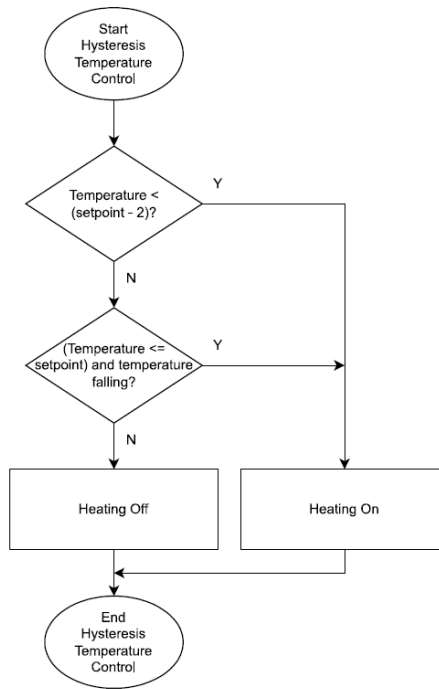 Start
Hysteresis
Temperature
Control
Y
Temperature <
(setpoint - 2)?
N
Y
(Temperature <=
setpoint) and temperature
falling?
N
Heating Off
Heating On
End
Hysteresis
Temperature
Control